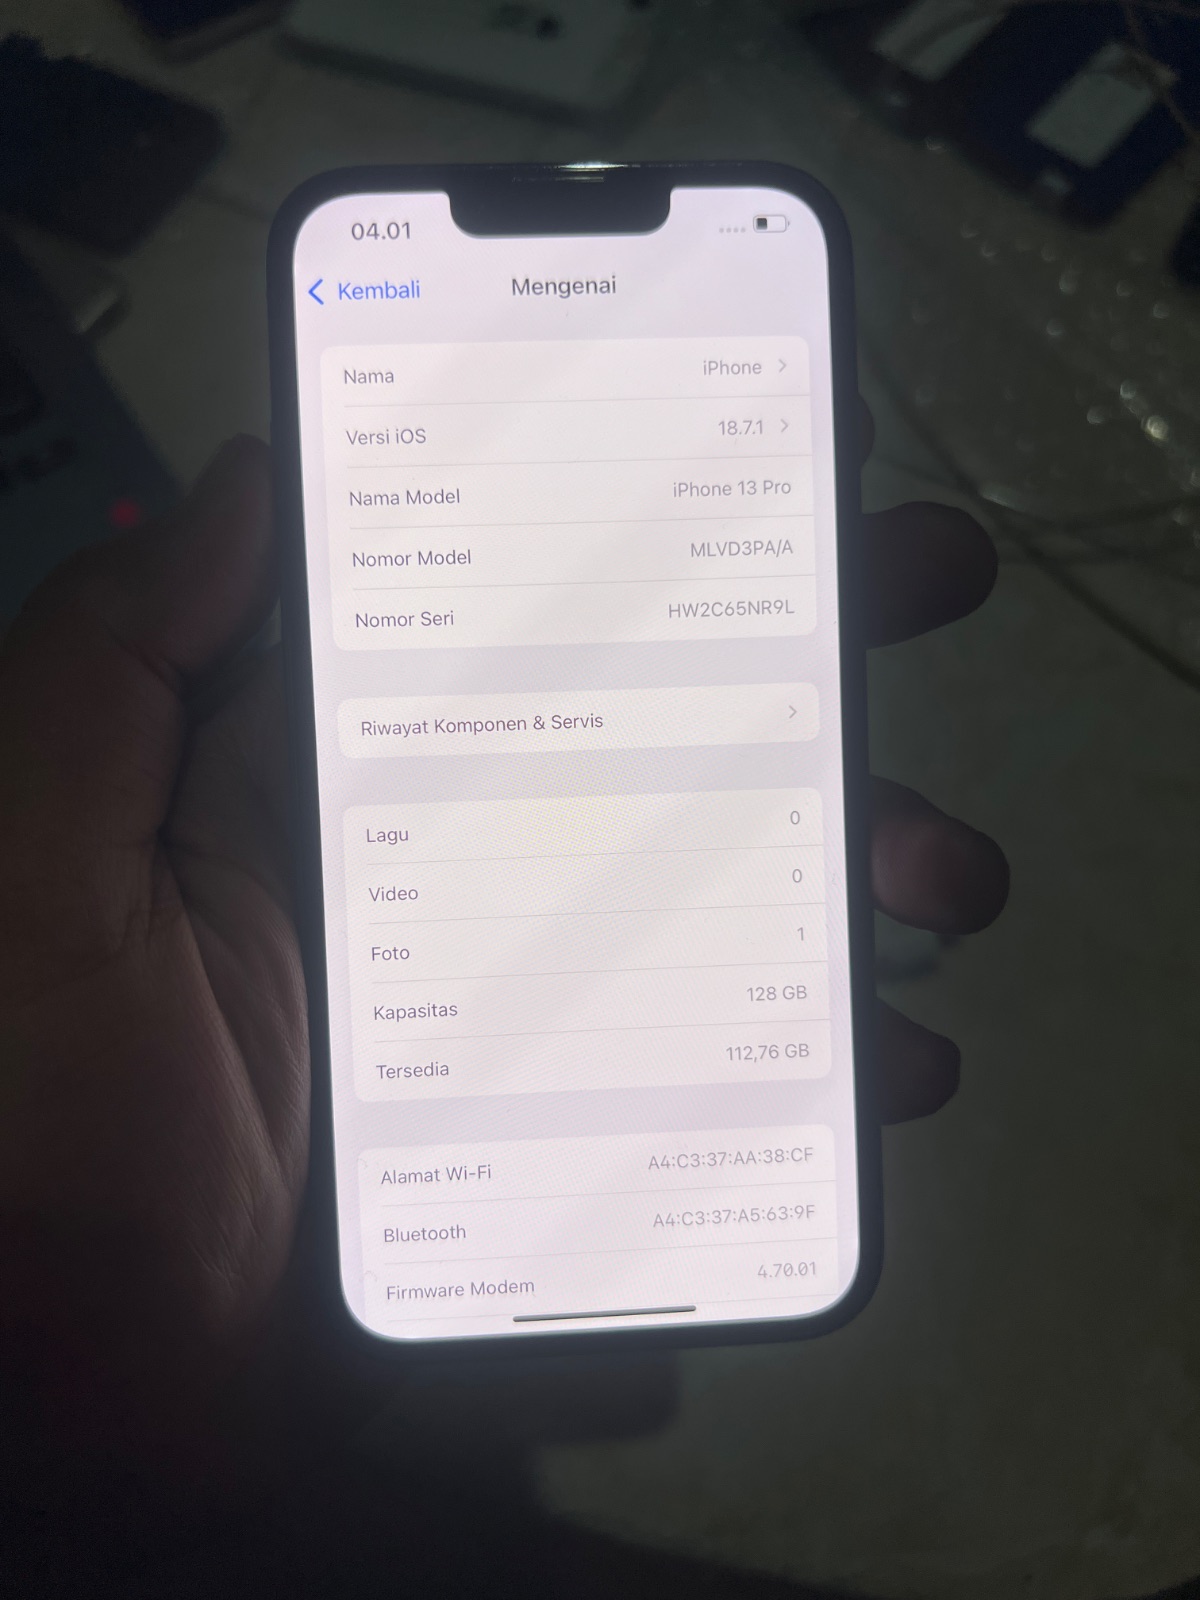 04.01
Kembali
Mengenai
Nama iPhone
Versi iOS 18.7.1
Nama Model iPhone 13 Pro
Nomor Model MLVD3PA/A
Nomor Seri HW2C65NR9L
Riwayat Komponen & Servis
Lagu 0
Video 0
Foto 1
Kapasitas 128 GB
Tersedia 112,76 GB
Alamat Wi-Fi A4:C3:37:AA:38:CF
Bluetooth A4:C3:37:A5:63:9F
Firmware Modem 4.70.01